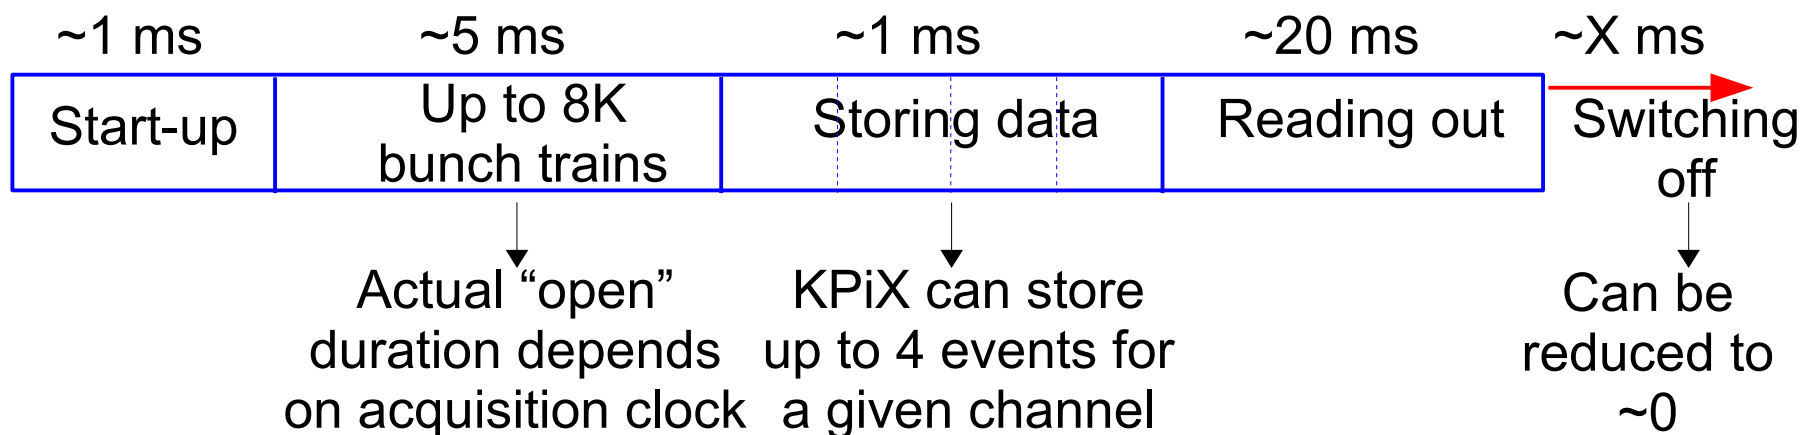 ~1 ms ~5 ms ~1 ms ~20 ms ~X ms
Start-up
Up to 8K
bunch trains
Storing data
Reading out
Switching
off
Actual “open”
duration depends
on acquisition clock
KPiX can store
up to 4 events for
a given channel
Can be
reduced to
~0